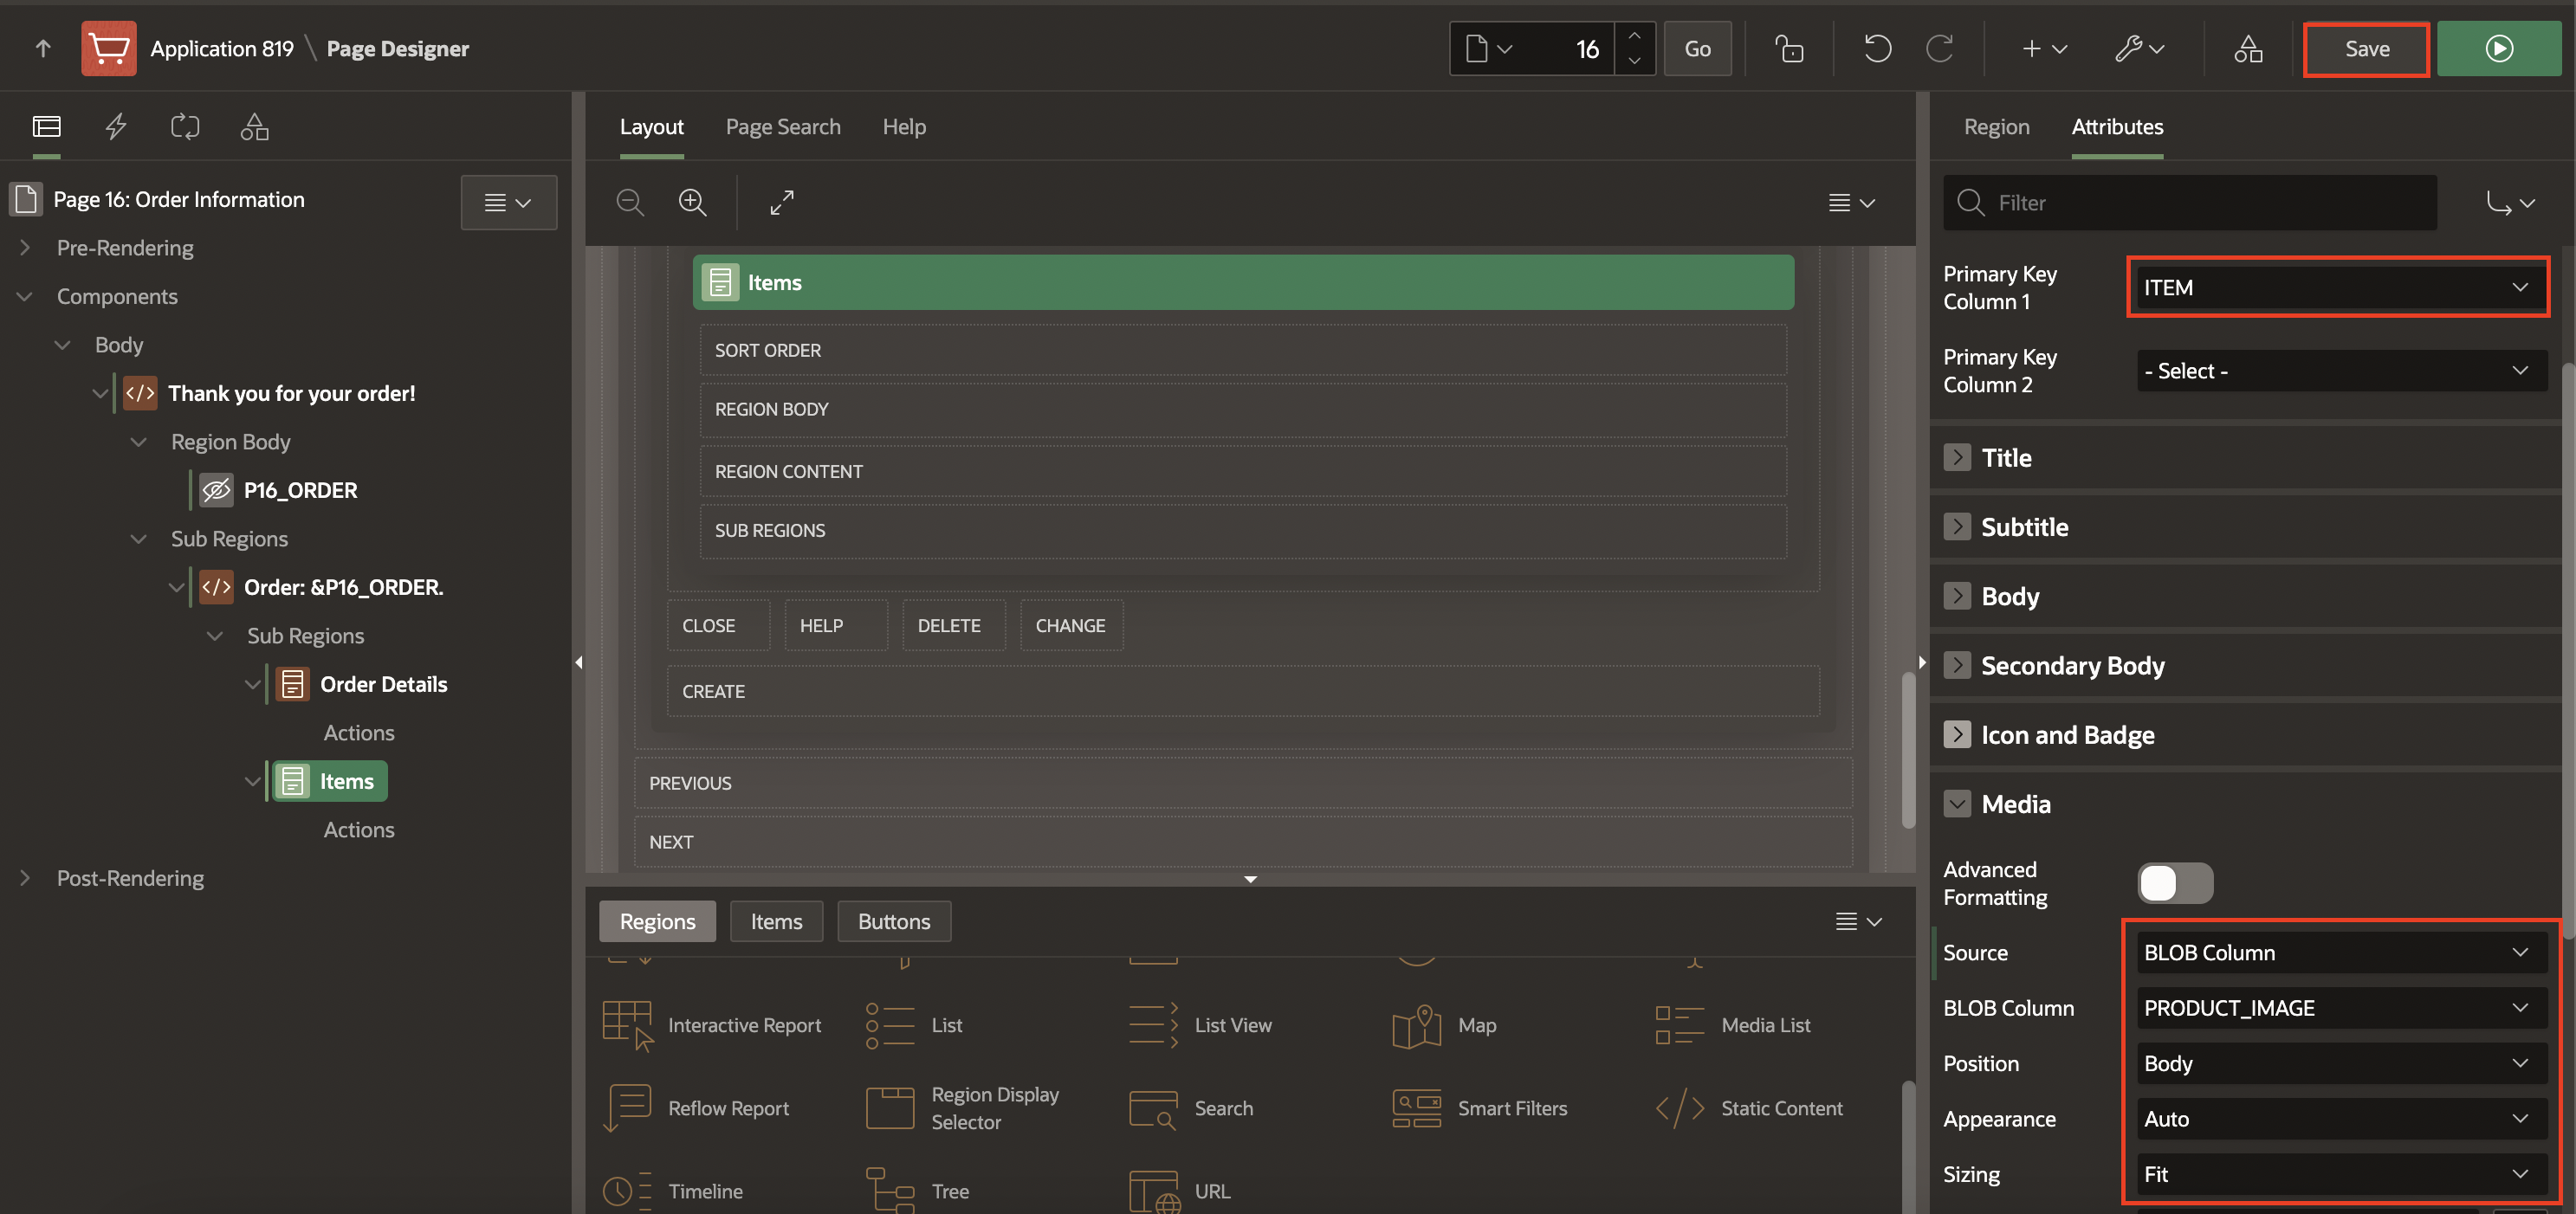 Application 819 \ Page Designer
16
Go
Save
Layout
Page Search
Help
Region
Attributes
Page 16: Order Information
Pre-Rendering
Components
Body
Thank you for your order!
Region Body
P16_ORDER
Sub Regions
Order: &P16_ORDER.
Sub Regions
Order Details
Actions
Items
Actions
Post-Rendering
Items
SORT ORDER
REGION BODY
REGION CONTENT
SUB REGIONS
CLOSE
HELP
DELETE
CHANGE
CREATE
PREVIOUS
NEXT
Regions
Items
Buttons
Interactive Report
List
List View
Map
Media List
Reflow Report
Region Display
Selector
Search
Smart Filters
Static Content
Timeline
Tree
URL
Filter
Primary Key
Column 1
ITEM
Primary Key
Column 2
- Select -
Title
Subtitle
Body
Secondary Body
Icon and Badge
Media
Advanced
Formatting
Source
BLOB Column
BLOB Column
PRODUCT_IMAGE
Position
Body
Appearance
Auto
Sizing
Fit